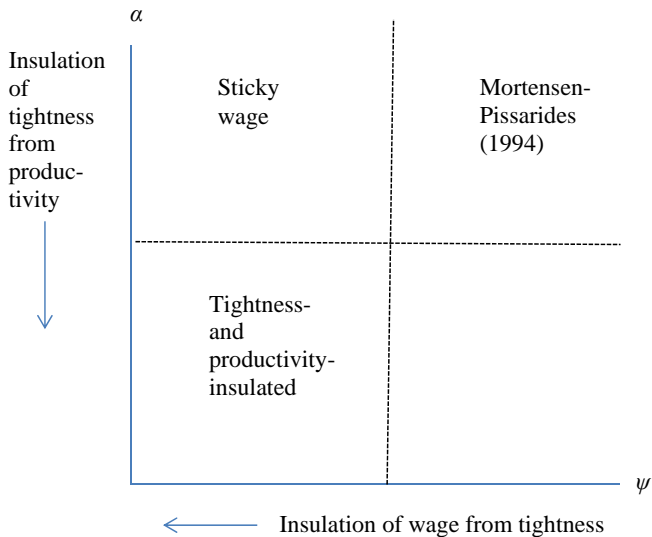 α
Insulation
of
tightness
from
produc-
tivity
Sticky
wage
Mortensen-
Pissarides
(1994)
Tightness-
and
productivity-
insulated
ψ
Insulation of wage from tightness